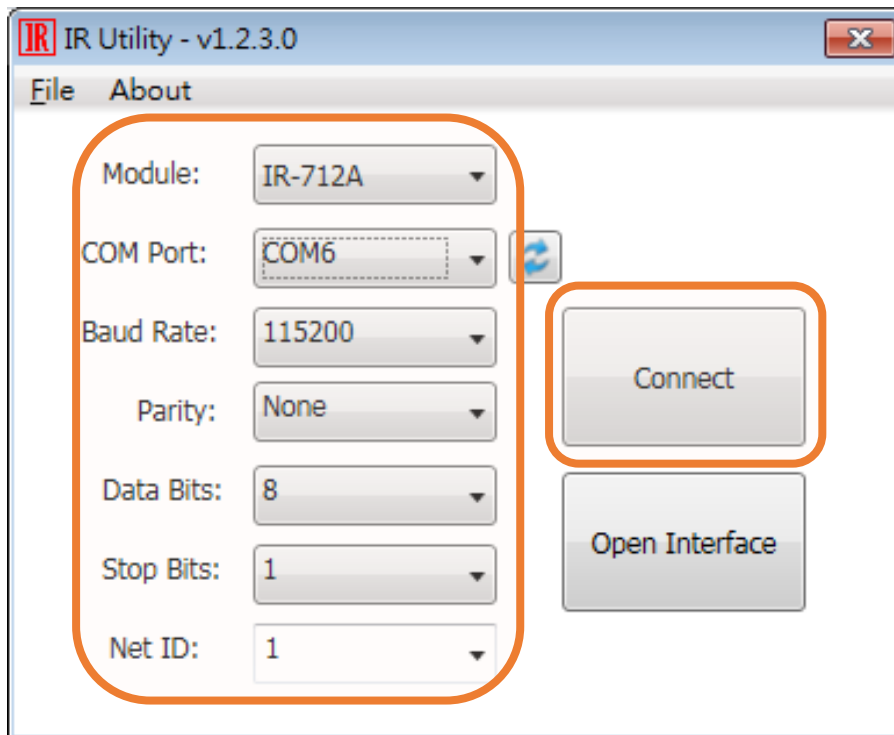 IR IR Utility - v1.2.3.0
File About
Module: IR-712A
COM Port: COM6
Baud Rate: 115200
Parity: None
Connect
Data Bits: 8
Open Interface
Stop Bits: 1
Net ID: 1